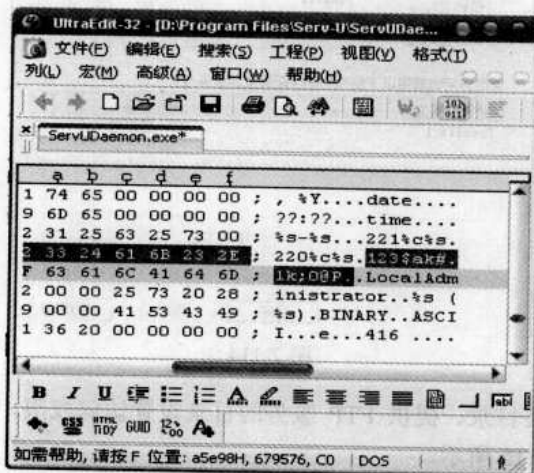 UltraEdit-32 - [D:\Program Files\Serv-U\ServUDae...
文件(F) 编辑(E) 搜索(S) 工程(P) 视图(V) 格式(T)
列(L) 宏(M) 高级(A) 窗口(W) 帮助(H)
ServUDaemon.exe*
a b c d e f
1 74 65 00 00 00 00 ; , %Y....date....
9 6D 65 00 00 00 00 ; ??:??...time....
2 31 25 63 25 73 00 ; %s-%s...221%c%s.
2 33 24 61 6B 23 2E ; 220%c%s.123$ak#.
F 63 61 6C 41 64 6D ; 1k;O@P..LocalAdm
2 00 00 25 73 20 28 ; inistrator..%s (
9 00 00 41 53 43 49 ; %s).BINARY..ASCI
1 36 20 00 00 00 00 ; I...e...416 ....
B I U
CSS HTML TiDY GUID
如需帮助, 请按 F 位置: a5e98H, 679576, C0 DOS